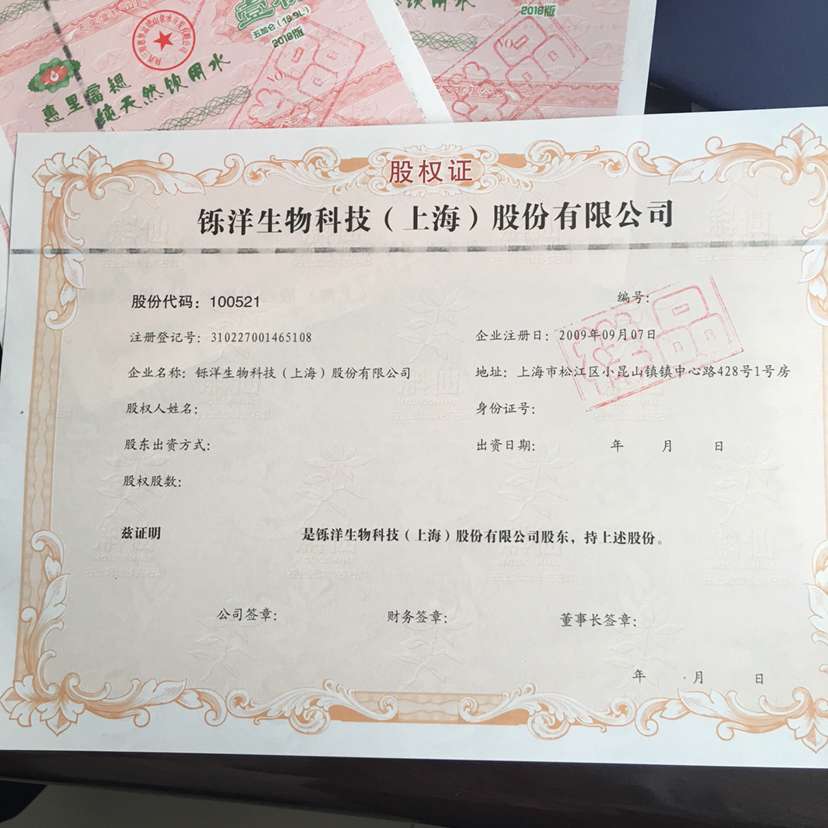 五加仑(18.9L)
2018版
2018版
惠里富锶
纯天然饮用水
股权证
铄洋生物科技（上海）股份有限公司
股份代码：100521
编号：
注册登记号：310227001465108
企业注册日：2009年09月07日
企业名称：铄洋生物科技（上海）股份有限公司
地址：上海市松江区小昆山镇镇中心路428号1号房
股权人姓名：
身份证号：
股东出资方式：
出资日期： 年 月 日
股权股数：
样品
兹证明 是铄洋生物科技（上海）股份有限公司股东，持上述股份。
公司签章：
财务签章：
董事长签章：
年 月 日